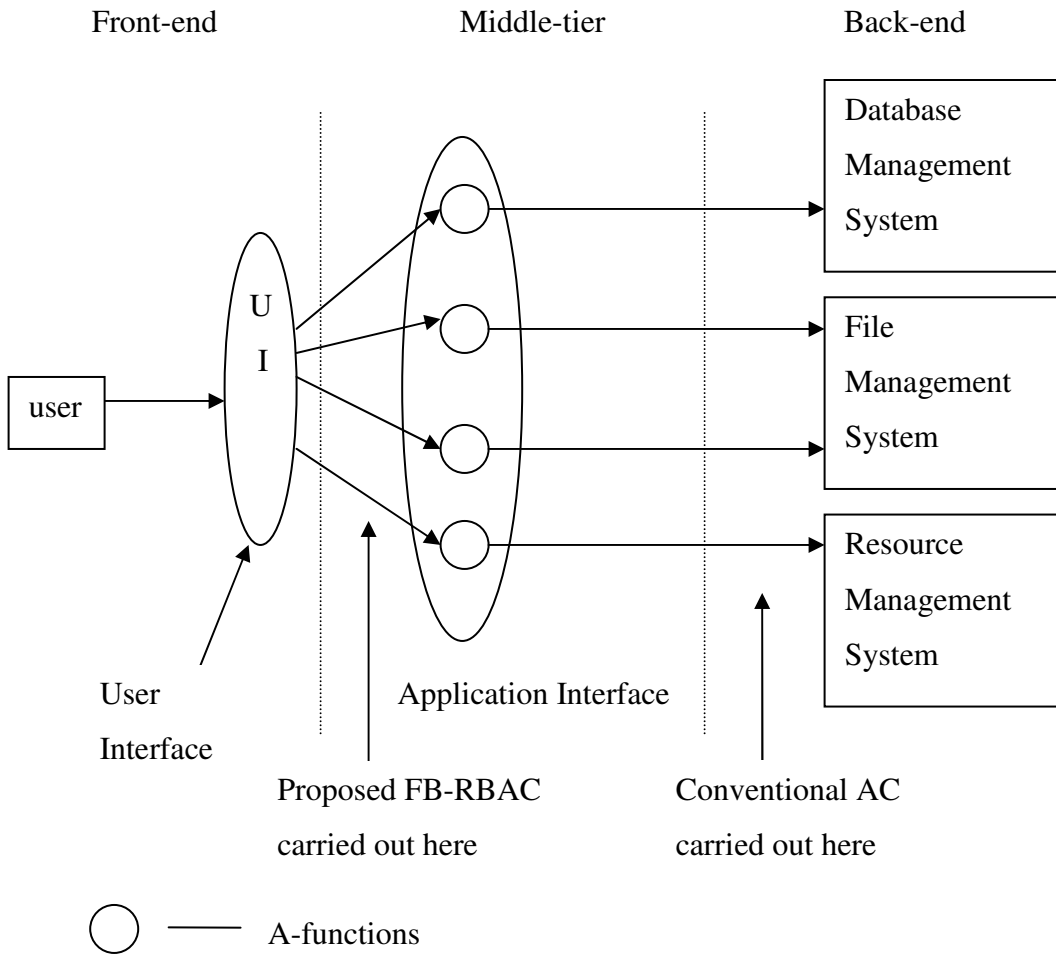 Front-end
Middle-tier
Back-end
Database
Management
System
U
I
File
Management
System
user
Resource
Management
System
User
Interface
Application Interface
Proposed FB-RBAC
carried out here
Conventional AC
carried out here
A-functions